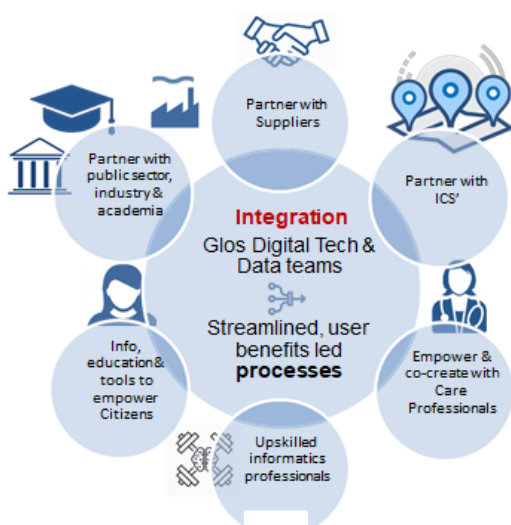 Partner with
Suppliers
Partner with
public sector,
industry &
academia
Partner with
ICS’
Integration
Glos Digital Tech &
Data teams
Streamlined, user
benefits led
processes
Info,
education &
tools to
empower
Citizens
Empower &
co-create with
Care
Professionals
Upskilled
informatics
professionals